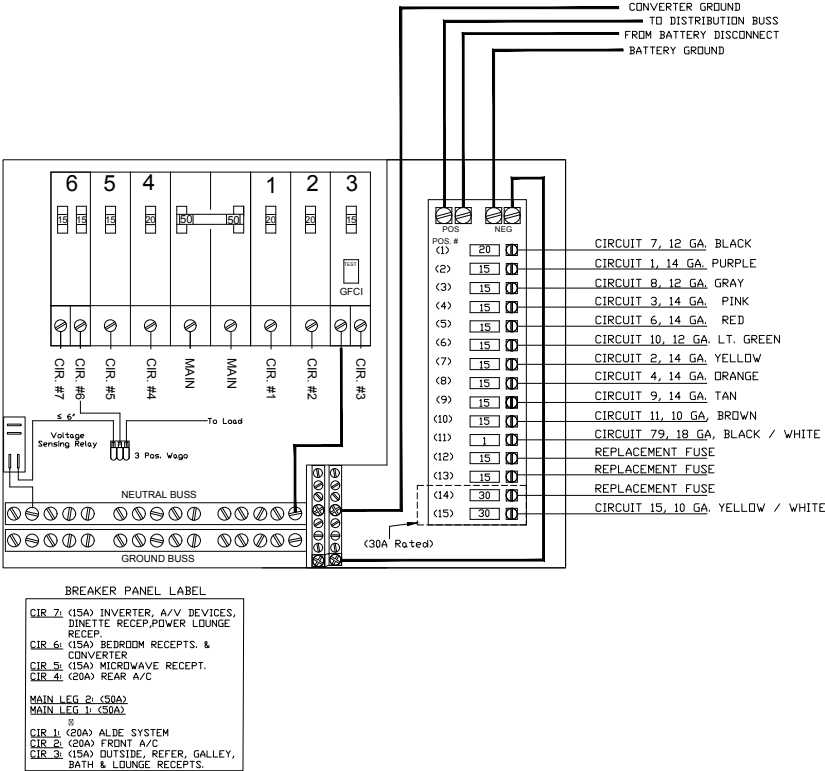 CONVERTER GROUND
TO DISTRIBUTION BUSS
FROM BATTERY DISCONNECT
BATTERY GROUND
6 5 4 1 2 3
15 15 15 20 50 50 20 20 15
TEST
GFCI
CIR. #7
CIR. #6
CIR. #5
CIR. #4
MAIN
MAIN
CIR. #1
CIR. #2
CIR. #3
≤ 6"
To Load
Voltage
Sensing Relay
3 Pos. Wago
NEUTRAL BUSS
GROUND BUSS
POS NEG
POS. #
(1) 20 CIRCUIT 7, 12 GA. BLACK
(2) 15 CIRCUIT 1, 14 GA. PURPLE
(3) 15 CIRCUIT 8, 12 GA. GRAY
(4) 15 CIRCUIT 3, 14 GA. PINK
(5) 15 CIRCUIT 6, 14 GA. RED
(6) 15 CIRCUIT 10, 12 GA. LT. GREEN
(7) 15 CIRCUIT 2, 14 GA. YELLOW
(8) 15 CIRCUIT 4, 14 GA. ORANGE
(9) 15 CIRCUIT 9, 14 GA. TAN
(10) 15 CIRCUIT 11, 10 GA, BROWN
(11) 1 CIRCUIT 79, 18 GA, BLACK / WHITE
(12) 15 REPLACEMENT FUSE
(13) 15 REPLACEMENT FUSE
(14) 30 REPLACEMENT FUSE
(15) 30 CIRCUIT 15, 10 GA. YELLOW / WHITE
(30A Rated)
BREAKER PANEL LABEL
CIR 7: (15A) INVERTER, A/V DEVICES,
DINETTE RECEP,POWER LOUNGE
RECEP.
CIR 6: (15A) BEDROOM RECEPTS. &
CONVERTER
CIR 5: (15A) MICROWAVE RECEPT.
CIR 4: (20A) REAR A/C
MAIN LEG 2: (50A)
MAIN LEG 1: (50A)
CIR 1: (20A) ALDE SYSTEM
CIR 2: (20A) FRONT A/C
CIR 3: (15A) OUTSIDE, REFER, GALLEY,
BATH & LOUNGE RECEPTS.